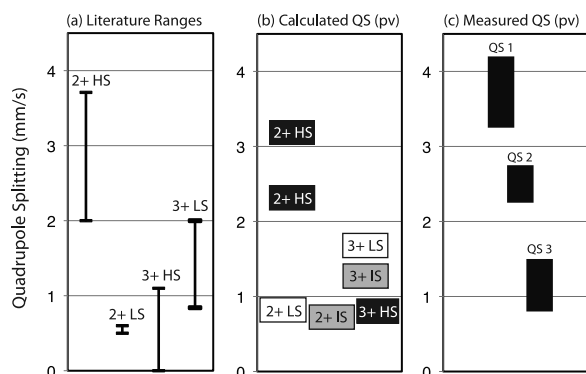 (a) Literature Ranges
(b) Calculated QS (pv)
(c) Measured QS (pv)
Quadrupole Splitting (mm/s)
4
3
2
1
0
2+ HS
3+ LS
3+ HS
2+ LS
4
3
2
1
0
2+ HS
2+ HS
3+ LS
3+ IS
2+ LS
2+ IS
3+ HS
4
3
2
1
0
QS 1
QS 2
QS 3